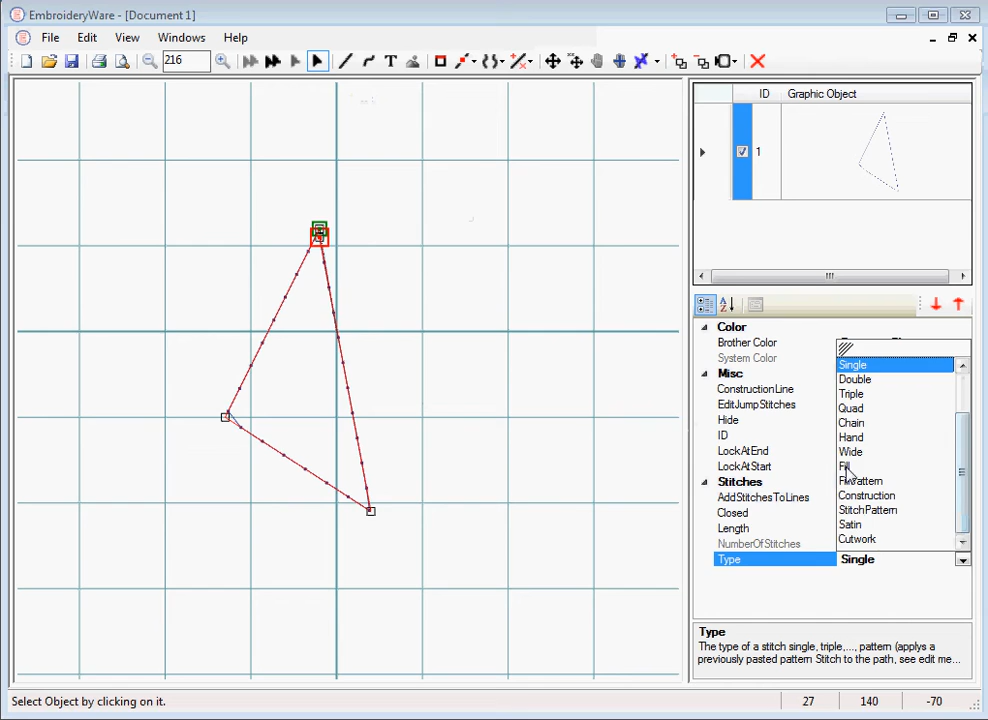 EmbroideryWare - [Document 1]
File Edit View Windows Help
216
ID Graphic Object
1
Color
Brother Color
System Color
Misc
ConstructionLine
EditJumpStitches
Hide
ID
LockAtEnd
LockAtStart
Stitches
AddStitchesToLines
Closed
Length
NumberOfStitches
Type Single
Single
Double
Triple
Quad
Chain
Hand
Wide
Fill
Construction
StitchPattern
Satin
Cutwork
Type
The type of a stitch single, triple,..., pattern (applys a
previously pasted pattern Stitch to the path, see edit me...
Select Object by clicking on it. 27 140 -70